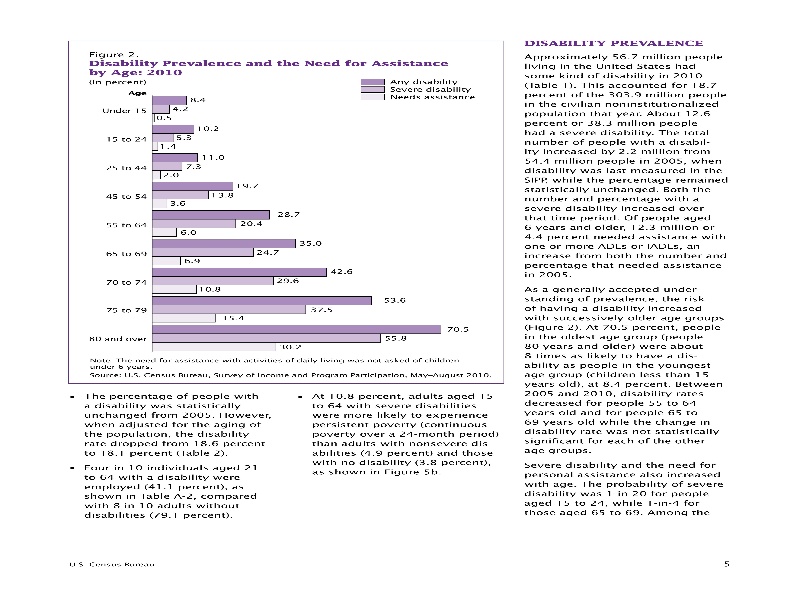 Figure 2.
Disability Prevalence and the Need for Assistance
by Age: 2010
(In percent)
Any disability
Severe disability
Needs assistance
Age
Under 15
8.4
4.2
0.5
15 to 24
10.2
5.3
1.4
25 to 44
11.0
7.3
2.0
45 to 54
19.7
13.8
3.6
55 to 64
28.7
20.4
6.0
65 to 69
35.0
24.7
6.9
70 to 74
42.6
29.6
10.8
75 to 79
53.6
37.5
15.4
80 and over
70.5
55.8
30.2
Note: The need for assistance with activities of daily living was not asked of children
under 6 years.
Source: U.S. Census Bureau, Survey of Income and Program Participation, May–August 2010.
• The percentage of people with
a disability was statistically
unchanged from 2005. However,
when adjusted for the aging of
the population, the disability
rate dropped from 18.6 percent
to 18.1 percent (Table 2).
• Four in 10 individuals aged 21
to 64 with a disability were
employed (41.1 percent), as
shown in Table A-2, compared
with 8 in 10 adults without
disabilities (79.1 percent).
• At 10.8 percent, adults aged 15
to 64 with severe disabilities
were more likely to experience
persistent poverty (continuous
poverty over a 24-month period)
than adults with nonsevere dis-
abilities (4.9 percent) and those
with no disability (3.8 percent),
as shown in Figure 5b.
DISABILITY PREVALENCE
Approximately 56.7 million people
living in the United States had
some kind of disability in 2010
(Table 1). This accounted for 18.7
percent of the 303.9 million people
in the civilian noninstitutionalized
population that year. About 12.6
percent or 38.3 million people
had a severe disability. The total
number of people with a disabil-
ity increased by 2.2 million from
54.4 million people in 2005, when
disability was last measured in the
SIPP, while the percentage remained
statistically unchanged. Both the
number and percentage with a
severe disability increased over
that time period. Of people aged
6 years and older, 12.3 million or
4.4 percent needed assistance with
one or more ADLs or IADLs, an
increase from both the number and
percentage that needed assistance
in 2005.
As a generally accepted under-
standing of prevalence, the risk
of having a disability increased
with successively older age groups
(Figure 2). At 70.5 percent, people
in the oldest age group (people
80 years and older) were about
8 times as likely to have a dis-
ability as people in the youngest
age group (children less than 15
years old), at 8.4 percent. Between
2005 and 2010, disability rates
decreased for people 55 to 64
years old and for people 65 to
69 years old while the change in
disability rate was not statistically
significant for each of the other
age groups.
Severe disability and the need for
personal assistance also increased
with age. The probability of severe
disability was 1 in 20 for people
aged 15 to 24, while 1-in-4 for
those aged 65 to 69. Among the
U.S. Census Bureau
5